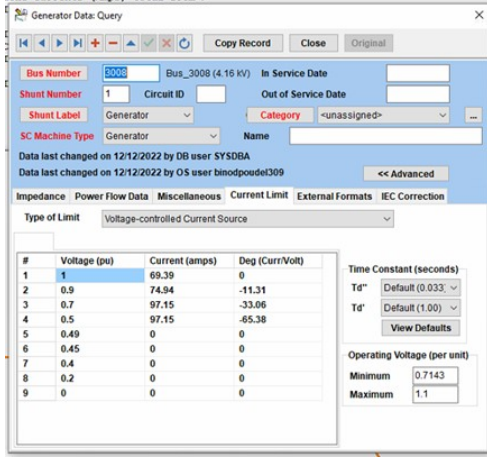 Generator Data: Query
Copy Record Close Original
Bus Number 3008 Bus_3008 (4.16 kV) In Service Date
Shunt Number 1 Circuit ID Out of Service Date
Shunt Label Generator Category <unassigned> ...
SC Machine Type Generator Name
Data last changed on 12/12/2022 by DB user SYSDBA
Data last changed on 12/12/2022 by OS user binodpoudel309 << Advanced
Impedance Power Flow Data Miscellaneous Current Limit External Formats IEC Correction
Type of Limit Voltage-controlled Current Source
# Voltage (pu) Current (amps) Deg (Curr/Volt)
1 1 69.39 0
2 0.9 74.94 -11.31
3 0.7 97.15 -33.06
4 0.5 97.15 -65.38
5 0.49 0 0
6 0.45 0 0
7 0.4 0 0
8 0.2 0 0
9 0 0 0
Time Constant (seconds)
Td" Default (0.033)
Td' Default (1.00)
View Defaults
Operating Voltage (per unit)
Minimum 0.7143
Maximum 1.1